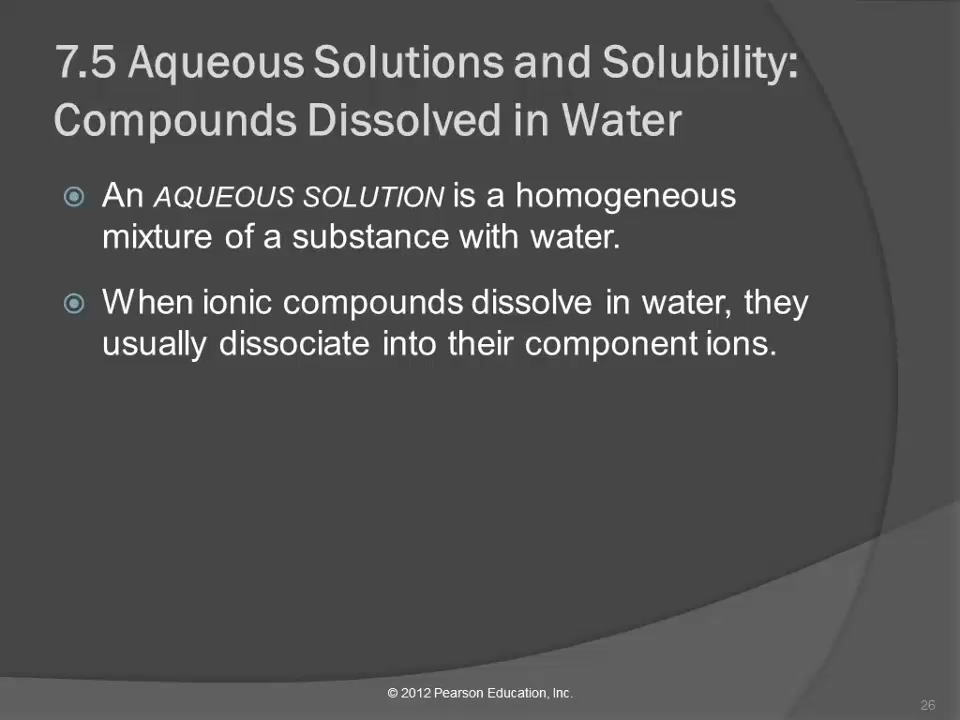 7.5 Aqueous Solutions and Solubility:
Compounds Dissolved in Water
An AQUEOUS SOLUTION is a homogeneous
mixture of a substance with water.
When ionic compounds dissolve in water, they
usually dissociate into their component ions.
© 2012 Pearson Education, Inc.
26